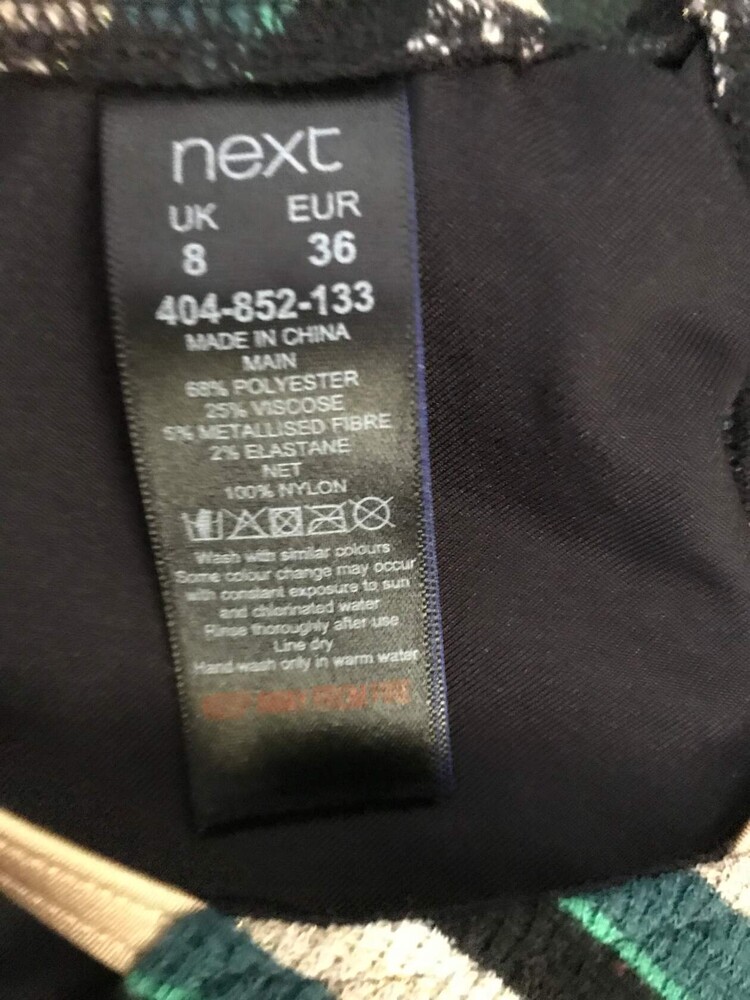 next
UK EUR
8 36
404-852-133
MADE IN CHINA
MAIN
68% POLYESTER
25% VISCOSE
5% METALLISED FIBRE
2% ELASTANE
NET
100% NYLON
Wash with similar colours
Some colour change may occur
with constant exposure to sun
and chlorinated water
Rinse thoroughly after use
Line dry
Hand wash only in warm water
KEEP AWAY FROM FIRE